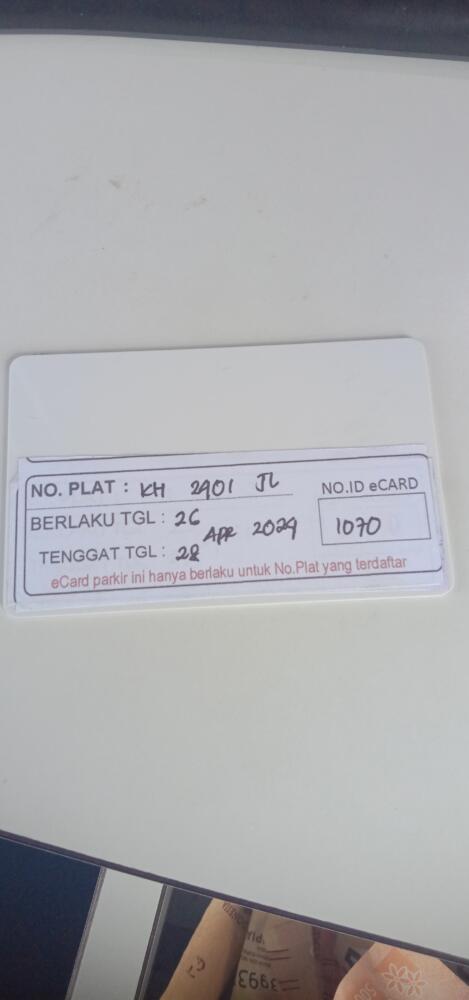 NO. PLAT : KH 2901 JL
NO.ID eCARD
BERLAKU TGL : 26
APR 2024
1070
TENGGAT TGL : 28
eCard parkir ini hanya berlaku untuk No.Plat yang terdaftar
3993